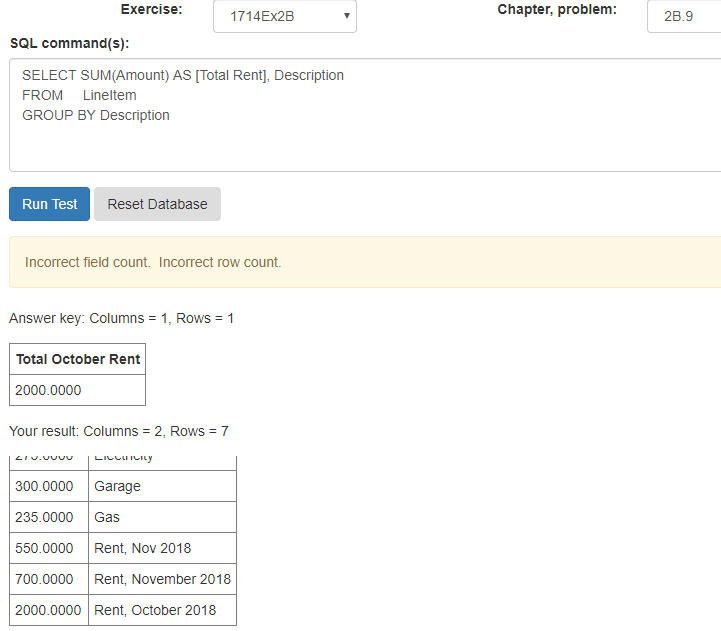 Exercise: 1714Ex2B Chapter, problem: 2B.9
SQL command(s):
SELECT SUM(Amount) AS [Total Rent], Description
FROM LineItem
GROUP BY Description
Run Test Reset Database
Incorrect field count. Incorrect row count.
Answer key: Columns = 1, Rows = 1
Total October Rent
2000.0000
Your result: Columns = 2, Rows = 7
275.0000 Electricity
300.0000 Garage
235.0000 Gas
550.0000 Rent, Nov 2018
700.0000 Rent, November 2018
2000.0000 Rent, October 2018